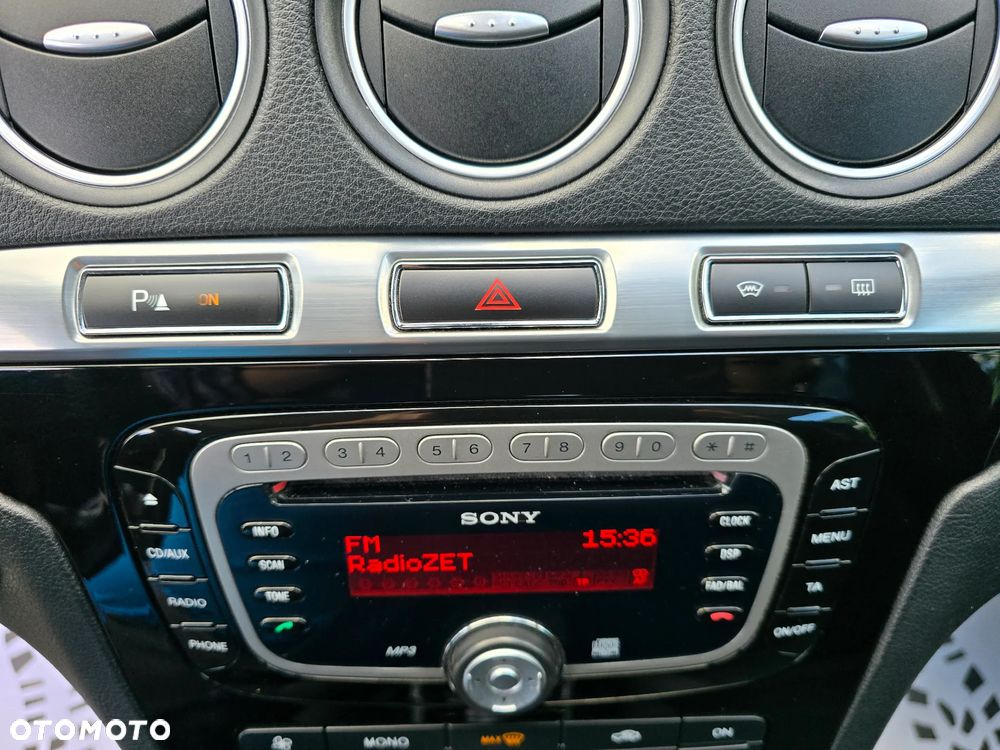 P ON
1 2 3 4 5 6 7 8 9 0 * #
SONY
AST
INFO
CLOCK
FM 15:36
RadioZET
MENU
CD/AUX
SCAN
DSP
TA
RADIO
TONE
FAD/BAL
PHONE
ON/OFF
MP3
OTOMOTO
MONO
MAX
ON